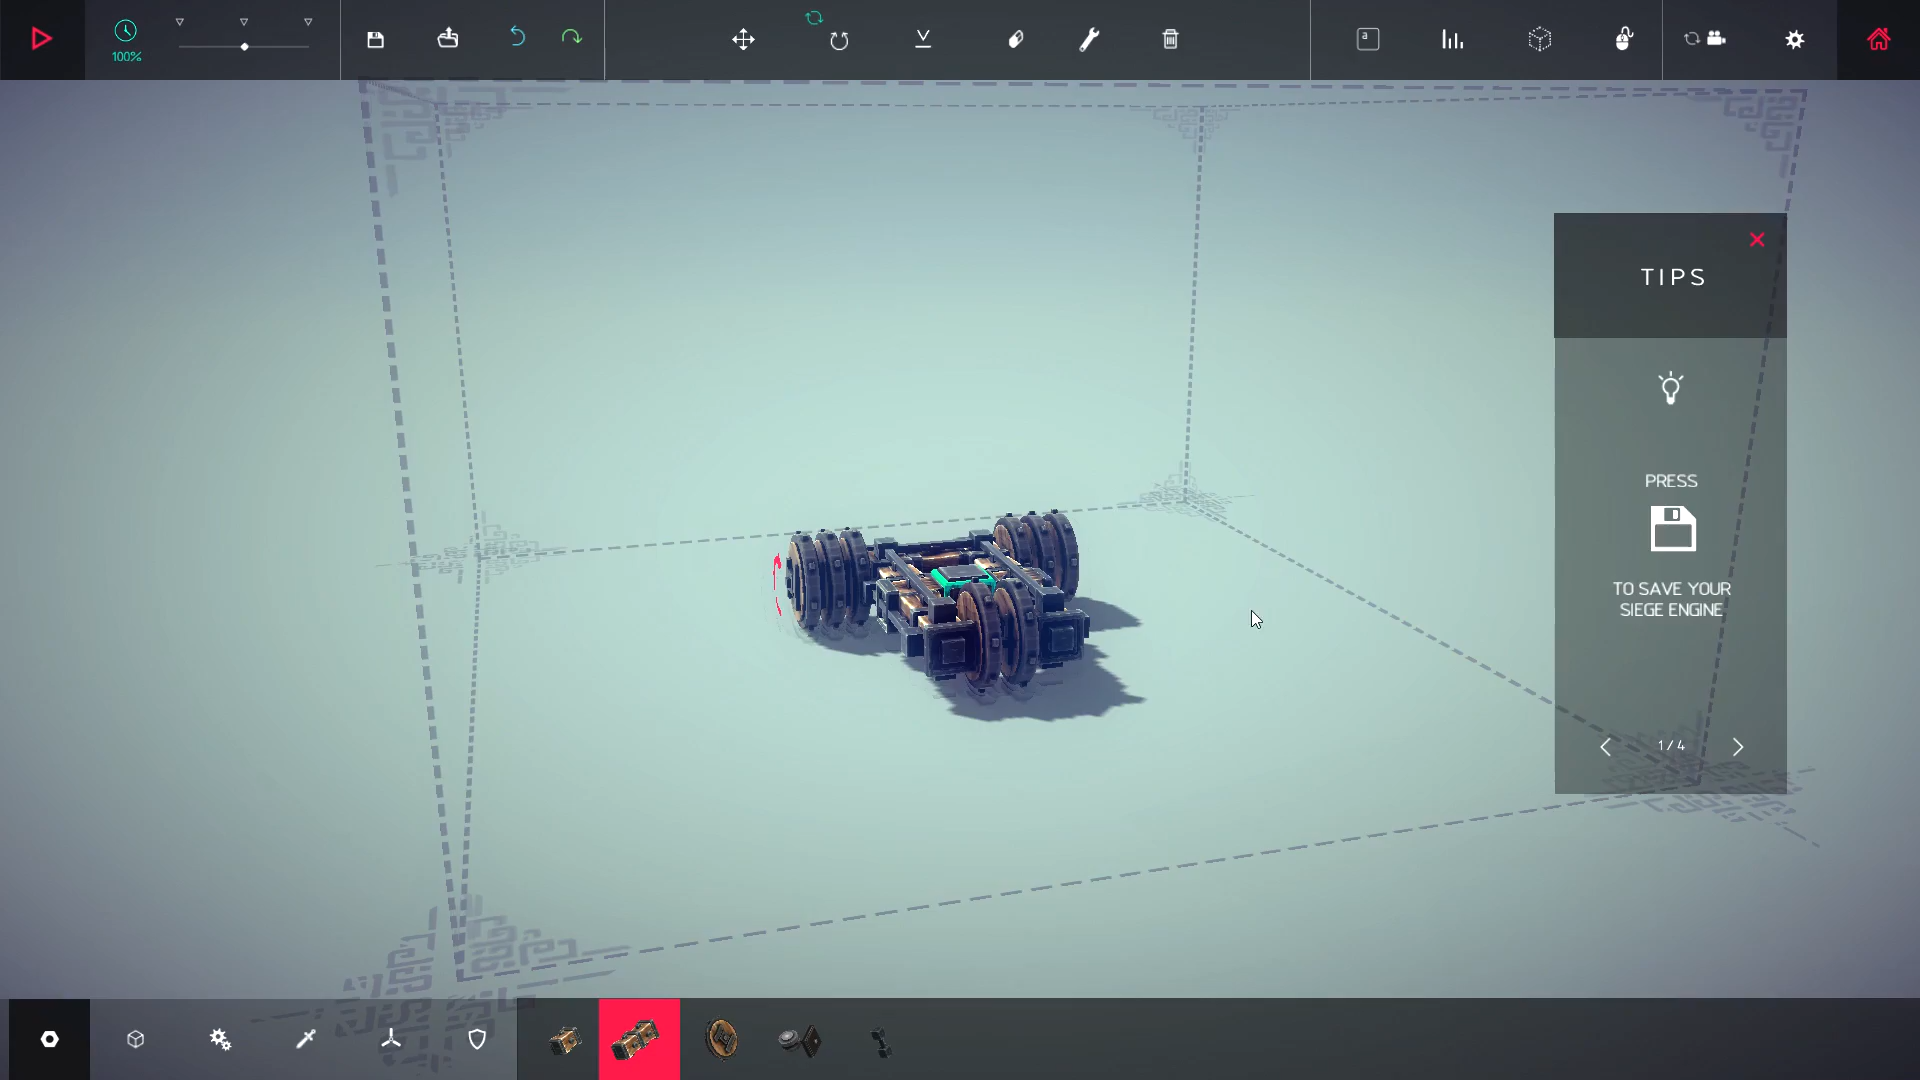 100%
a
TIPS
PRESS
TO SAVE YOUR
SIEGE ENGINE
1/4